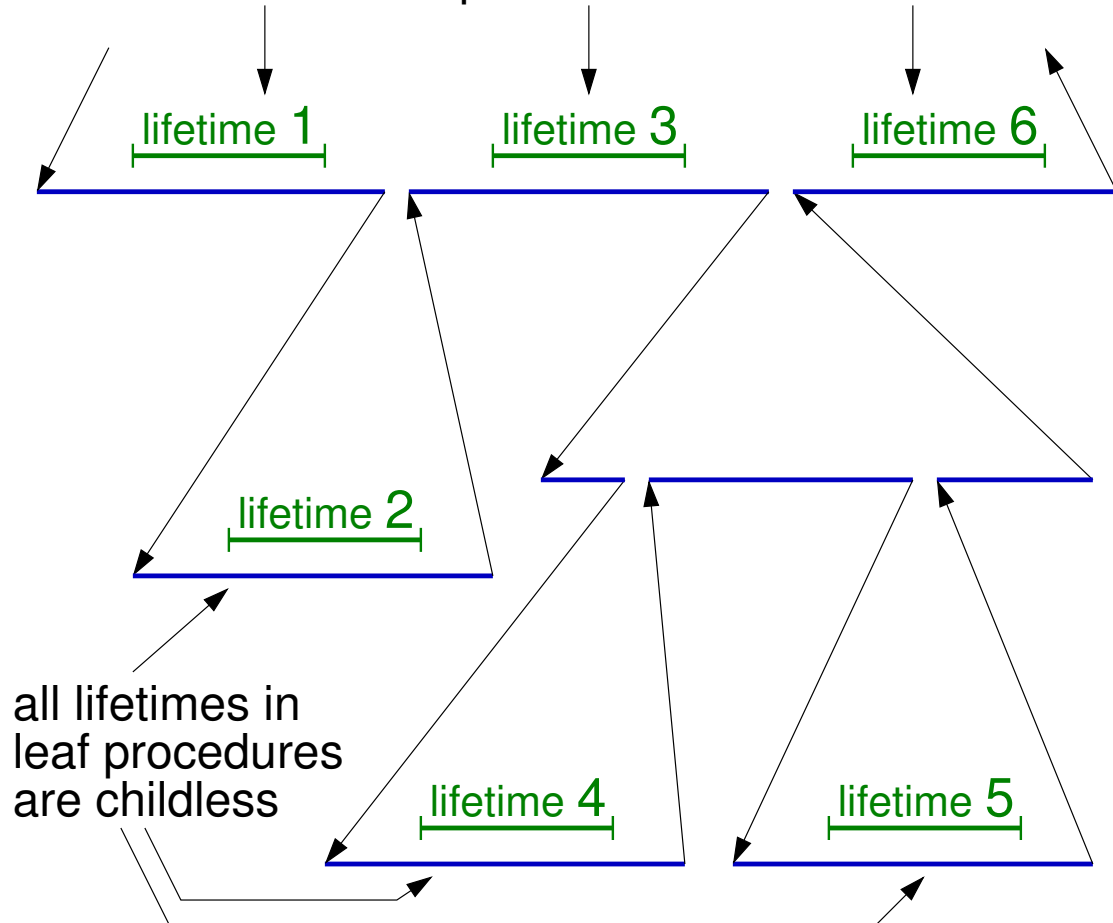 lifetime 1
lifetime 3
lifetime 6
lifetime 2
all lifetimes in
leaf procedures
are childless
lifetime 4
lifetime 5